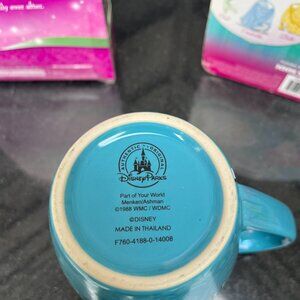 AUTHENTIC • ORIGINAL
Disney Parks
Part of Your World
Menken/Ashman
©1988 WMC / WDMC
©DISNEY
MADE IN THAILAND
F760-4188-0-14008